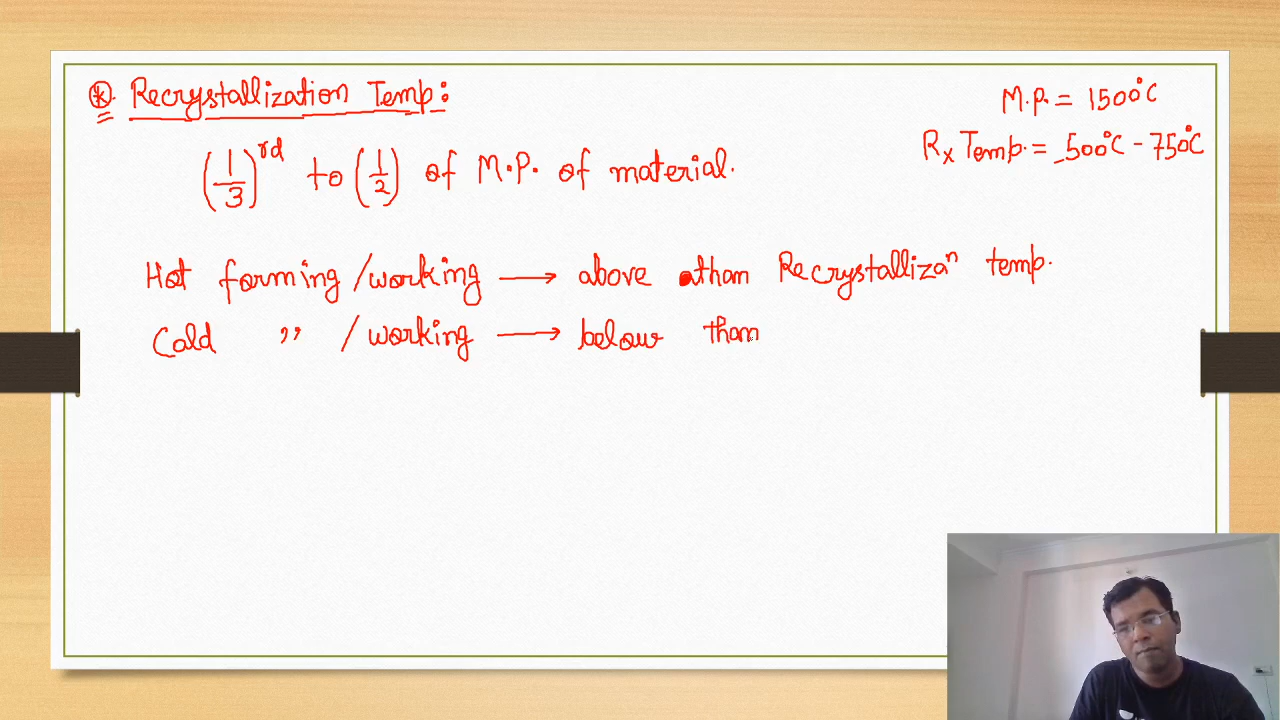 * Recrystallization Temp:
M.P. = 1500°C
Rx Temp. = 500°C - 750°C
(1/3)rd to (1/2) of M.P. of material.
Hot forming/working → above than Recrystallizaⁿ temp.
Cold ,, /working → below than